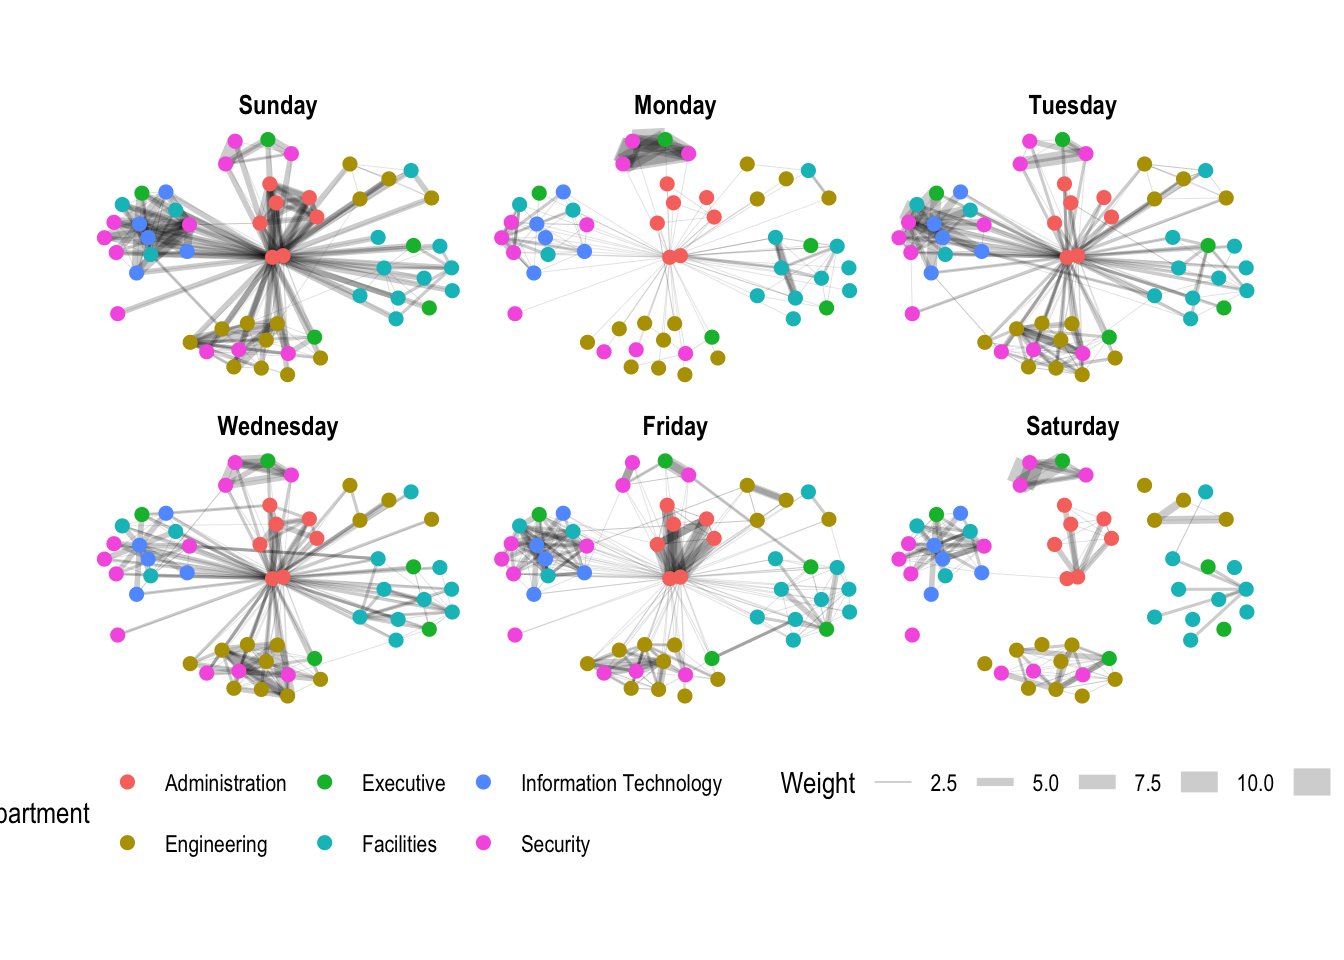 Sunday Monday Tuesday
Wednesday Friday Saturday
Administration Executive Information Technology Weight 2.5 5.0 7.5 10.0
partment
Engineering Facilities Security